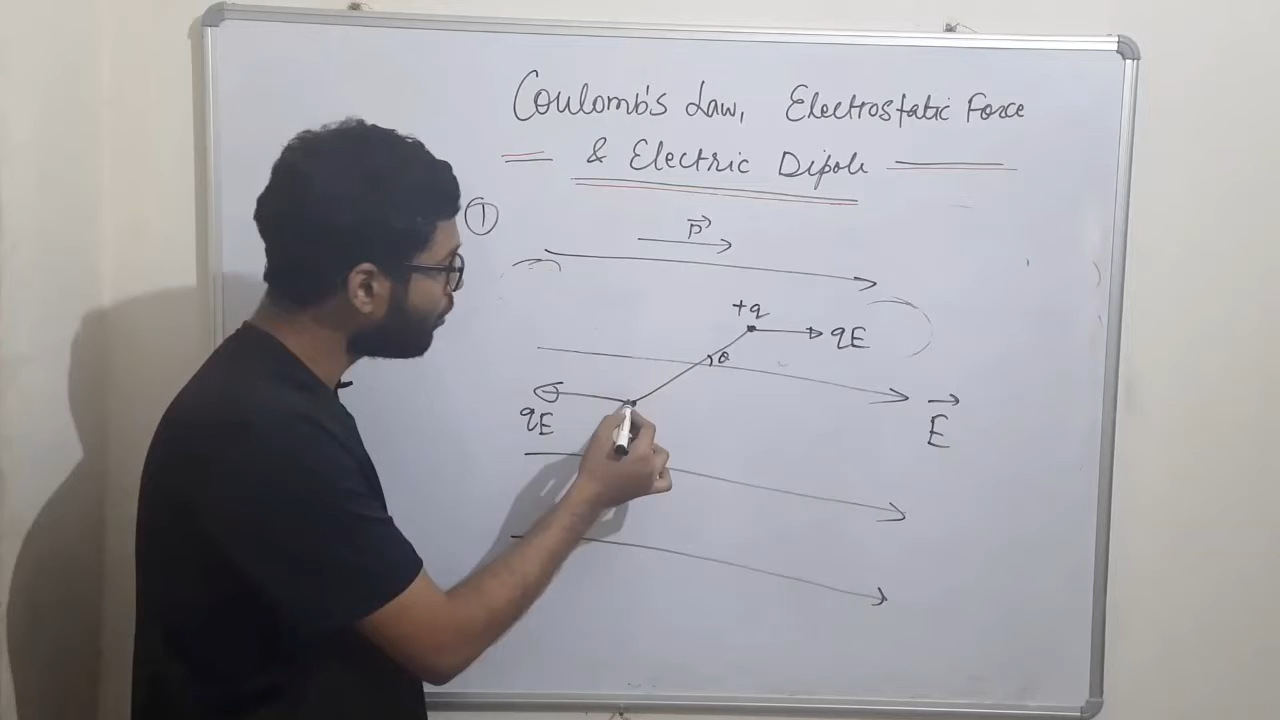 Coulomb's Law, Electrostatic Force
& Electric Dipole
①
→p
+q
qE
θ
qE
→E